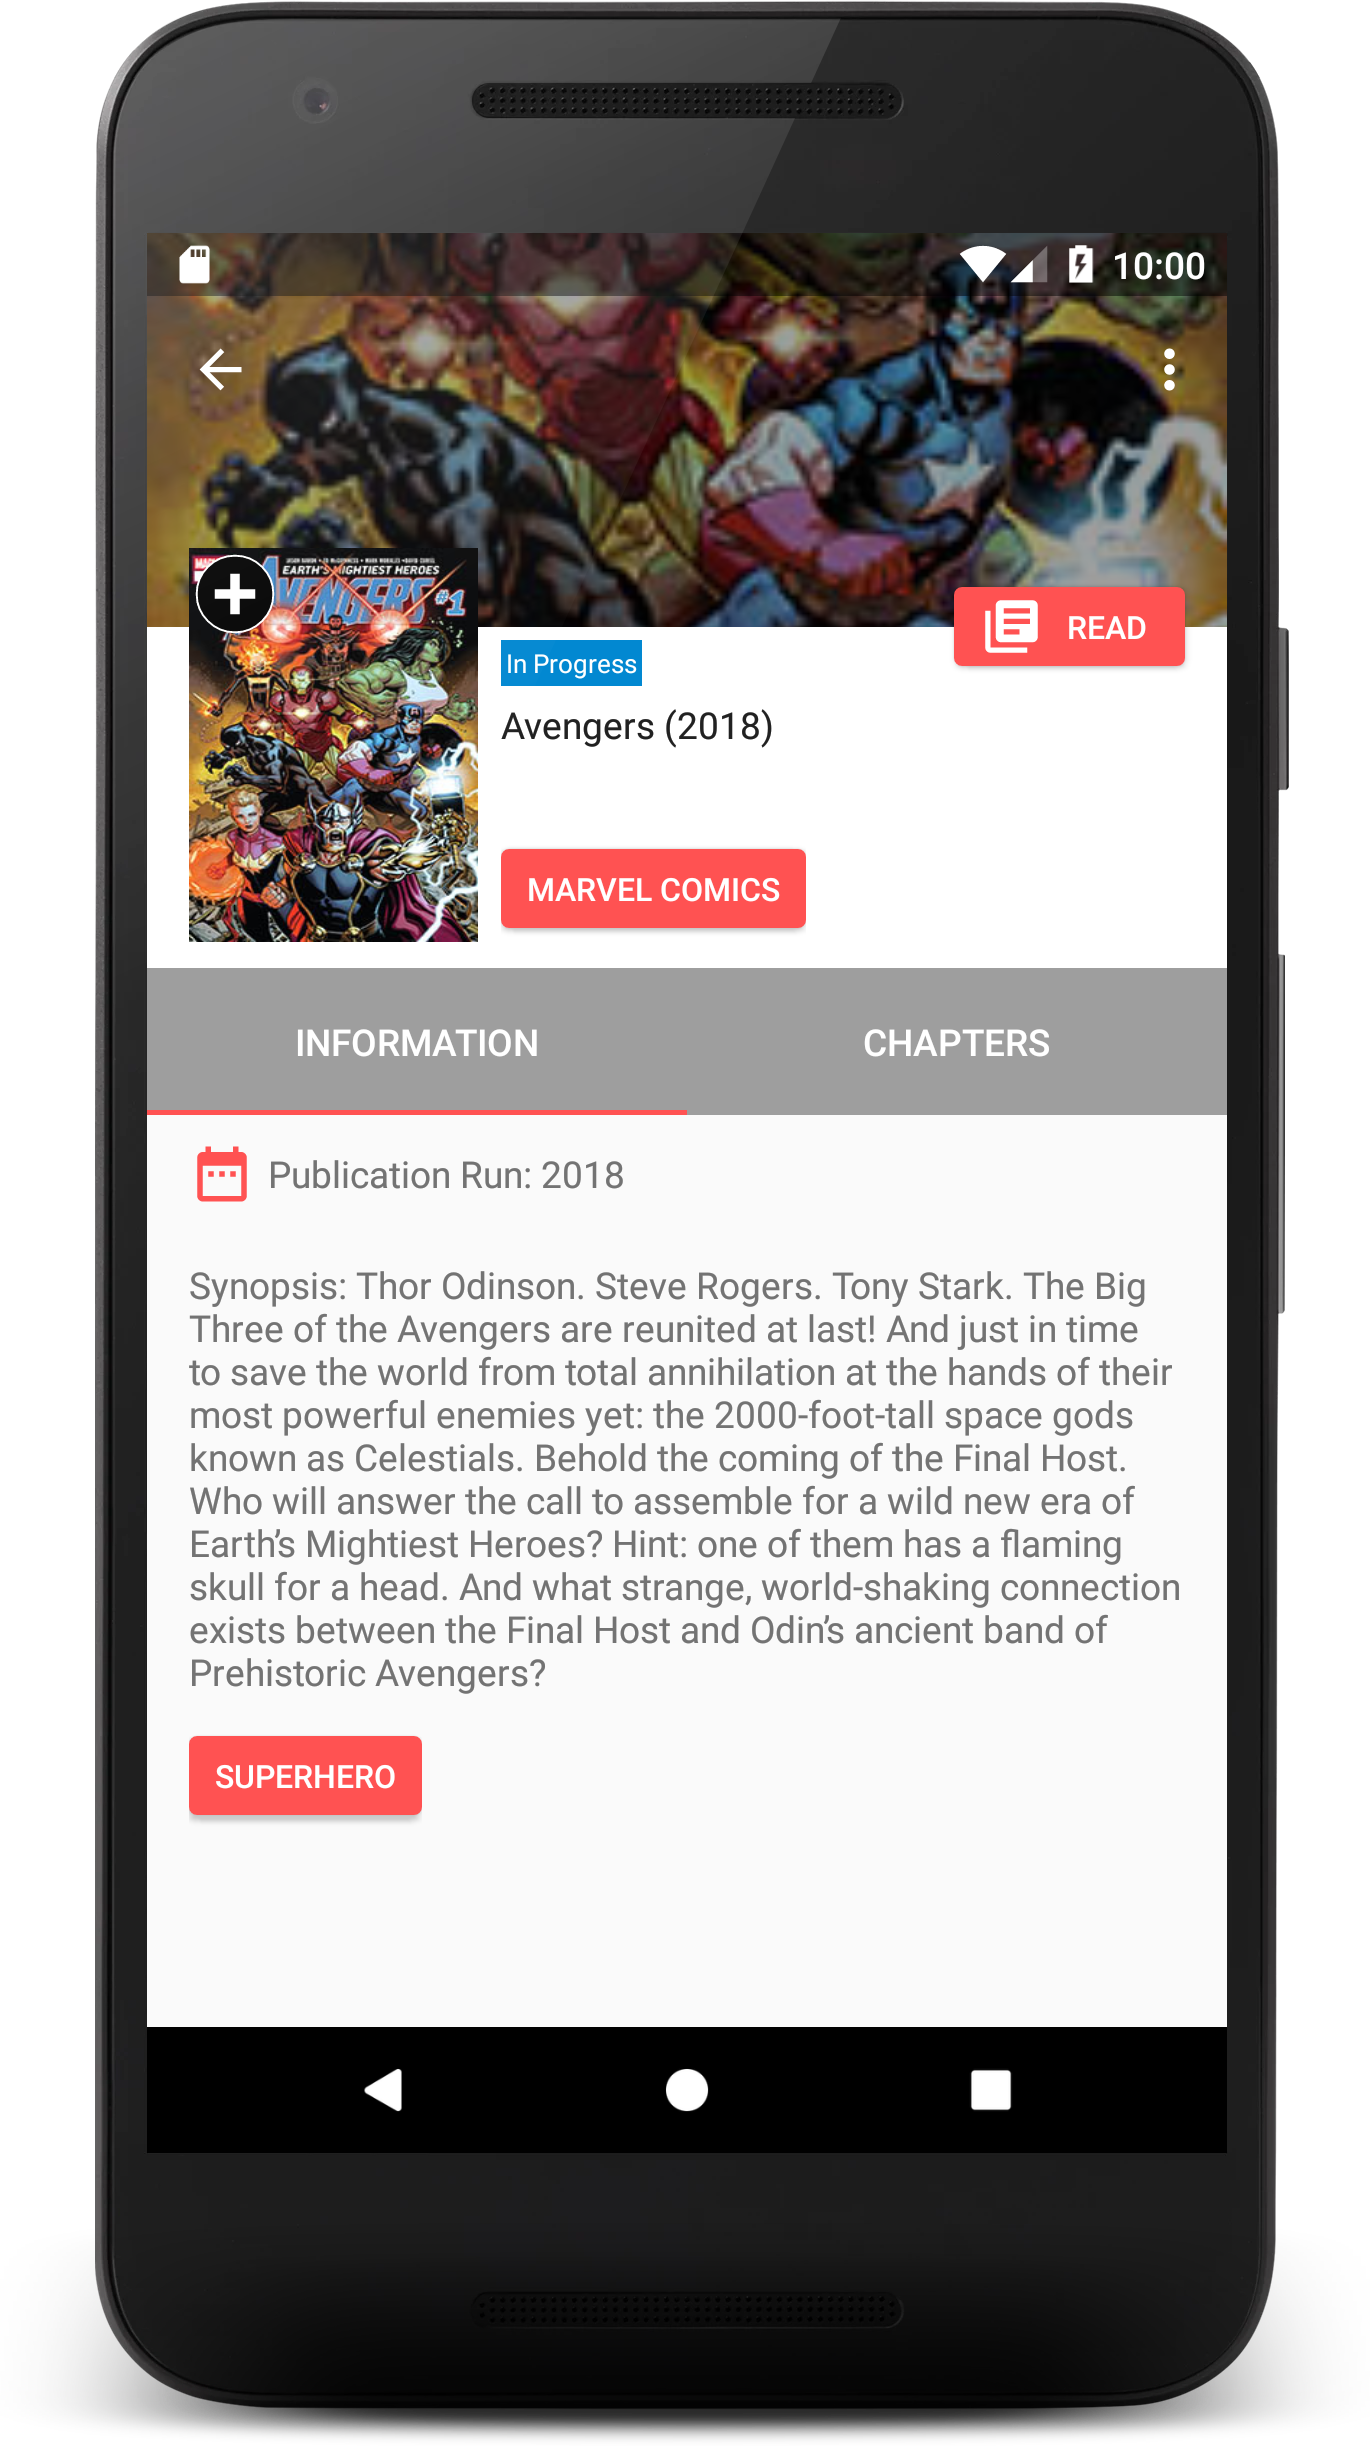 10:00
EARTH'S MIGHTIEST HEROES
AVENGERS #1
READ
In Progress
Avengers (2018)
MARVEL COMICS
INFORMATION
CHAPTERS
Publication Run: 2018
Synopsis: Thor Odinson. Steve Rogers. Tony Stark. The Big
Three of the Avengers are reunited at last! And just in time
to save the world from total annihilation at the hands of their
most powerful enemies yet: the 2000-foot-tall space gods
known as Celestials. Behold the coming of the Final Host.
Who will answer the call to assemble for a wild new era of
Earth’s Mightiest Heroes? Hint: one of them has a flaming
skull for a head. And what strange, world-shaking connection
exists between the Final Host and Odin’s ancient band of
Prehistoric Avengers?
SUPERHERO